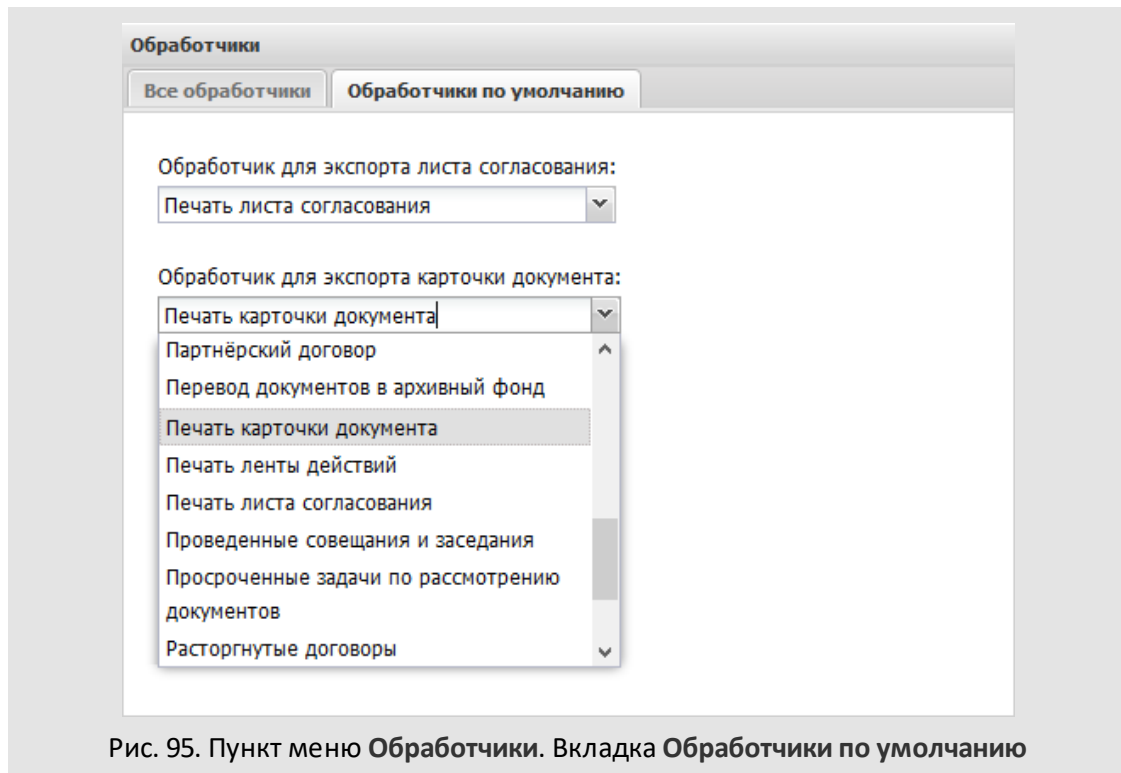 Обработчики
Все обработчики
Обработчики по умолчанию
Обработчик для экспорта листа согласования:
Печать листа согласования
Обработчик для экспорта карточки документа:
Печать карточки документа
Партнёрский договор
Перевод документов в архивный фонд
Печать карточки документа
Печать ленты действий
Печать листа согласования
Проведенные совещания и заседания
Просроченные задачи по рассмотрению
документов
Расторгнутые договоры
Рис. 95. Пункт меню Обработчики. Вкладка Обработчики по умолчанию